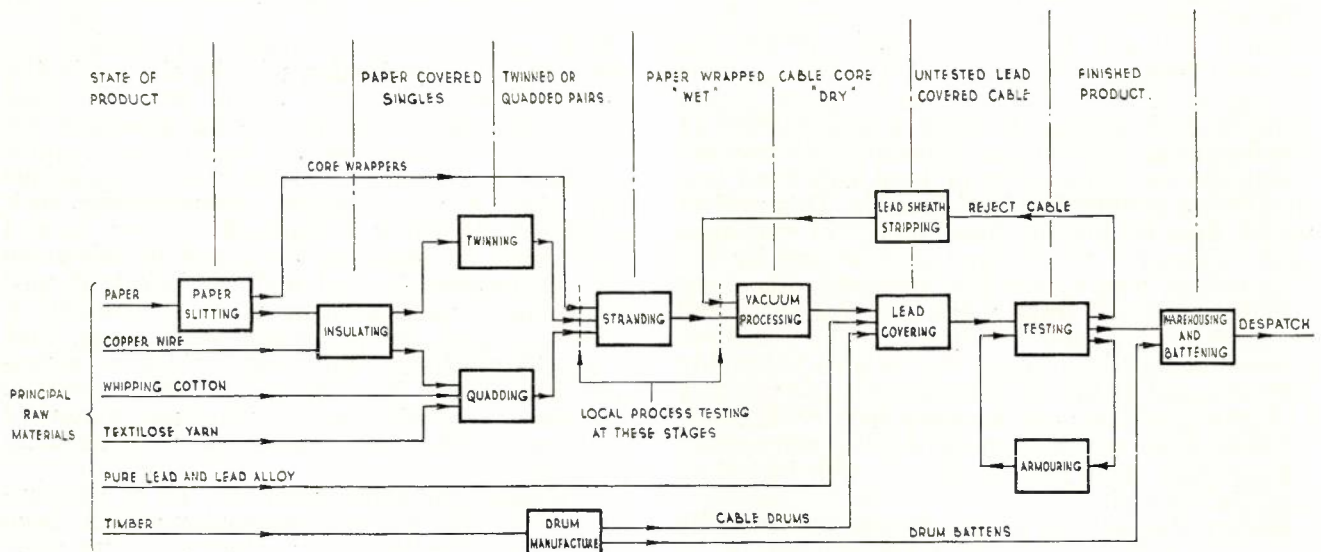 STATE OF
PRODUCT
PAPER COVERED
SINGLES
TWINNED OR
QUADDED PAIRS.
PAPER WRAPPED CABLE CORE
"WET" "DRY"
UNTESTED LEAD
COVERED CABLE
FINISHED
PRODUCT.
CORE WRAPPERS
LEAD SHEATH
STRIPPING
REJECT CABLE
TWINNING
PAPER
PAPER
SLITTING
INSULATING
STRANDING
VACUUM
PROCESSING
LEAD
COVERING
TESTING
WAREHOUSING
AND
BATTENING
DESPATCH
COPPER WIRE
WHIPPING COTTON
QUADDING
PRINCIPAL
RAW
MATERIALS
LOCAL PROCESS TESTING
AT THESE STAGES
TEXTILOSE YARN
ARMOURING
PURE LEAD AND LEAD ALLOY
TIMBER
DRUM
MANUFACTURE
CABLE DRUMS
DRUM BATTENS